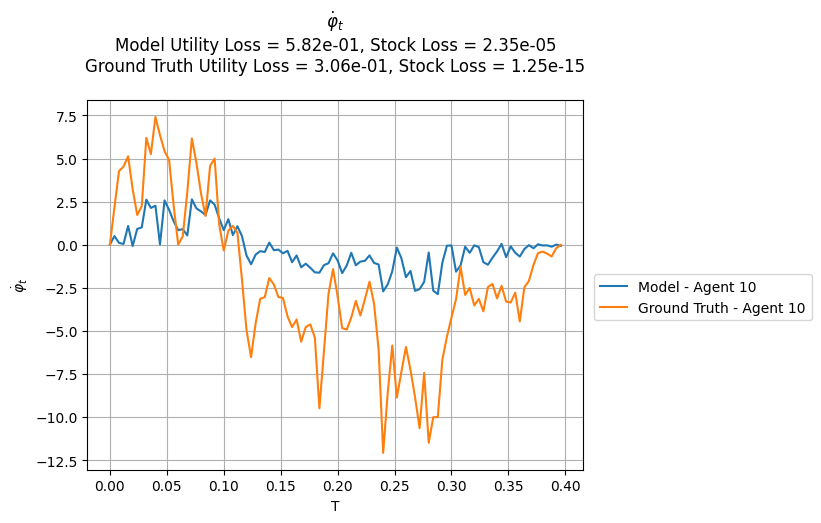 φ̇ₜ
Model Utility Loss = 5.82e-01, Stock Loss = 2.35e-05
Ground Truth Utility Loss = 3.06e-01, Stock Loss = 1.25e-15
7.5
5.0
2.5
0.0
−2.5
−5.0
−7.5
−10.0
−12.5
φ̇ₜ
0.00 0.05 0.10 0.15 0.20 0.25 0.30 0.35 0.40
T
Model - Agent 10
Ground Truth - Agent 10